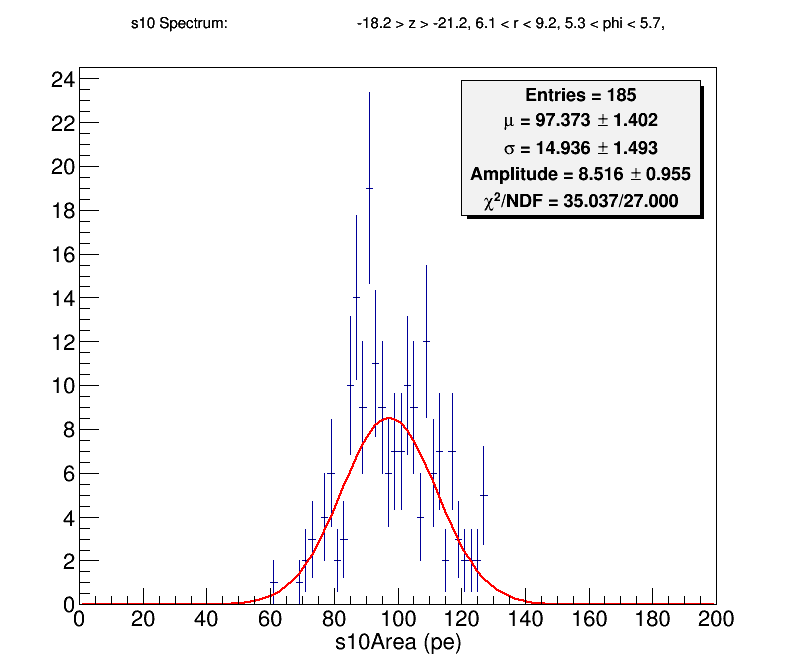 s10 Spectrum: -18.2 > z > -21.2, 6.1 < r < 9.2, 5.3 < phi < 5.7,
Entries = 185
μ = 97.373 ± 1.402
σ = 14.936 ± 1.493
Amplitude = 8.516 ± 0.955
χ²/NDF = 35.037/27.000
24
22
20
18
16
14
12
10
8
6
4
2
0
0 20 40 60 80 100 120 140 160 180 200
s10Area (pe)